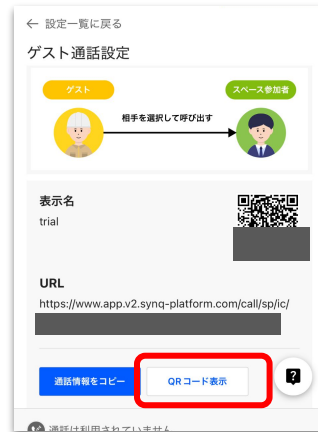 ← 設定一覧に戻る
ゲスト通話設定
ゲスト
スペース参加者
相手を選択して呼び出す
表示名
trial
URL
https://www.app.v2.synq-platform.com/call/sp/ic/
通話情報をコピー
QRコード表示
?
通話は利用されていません